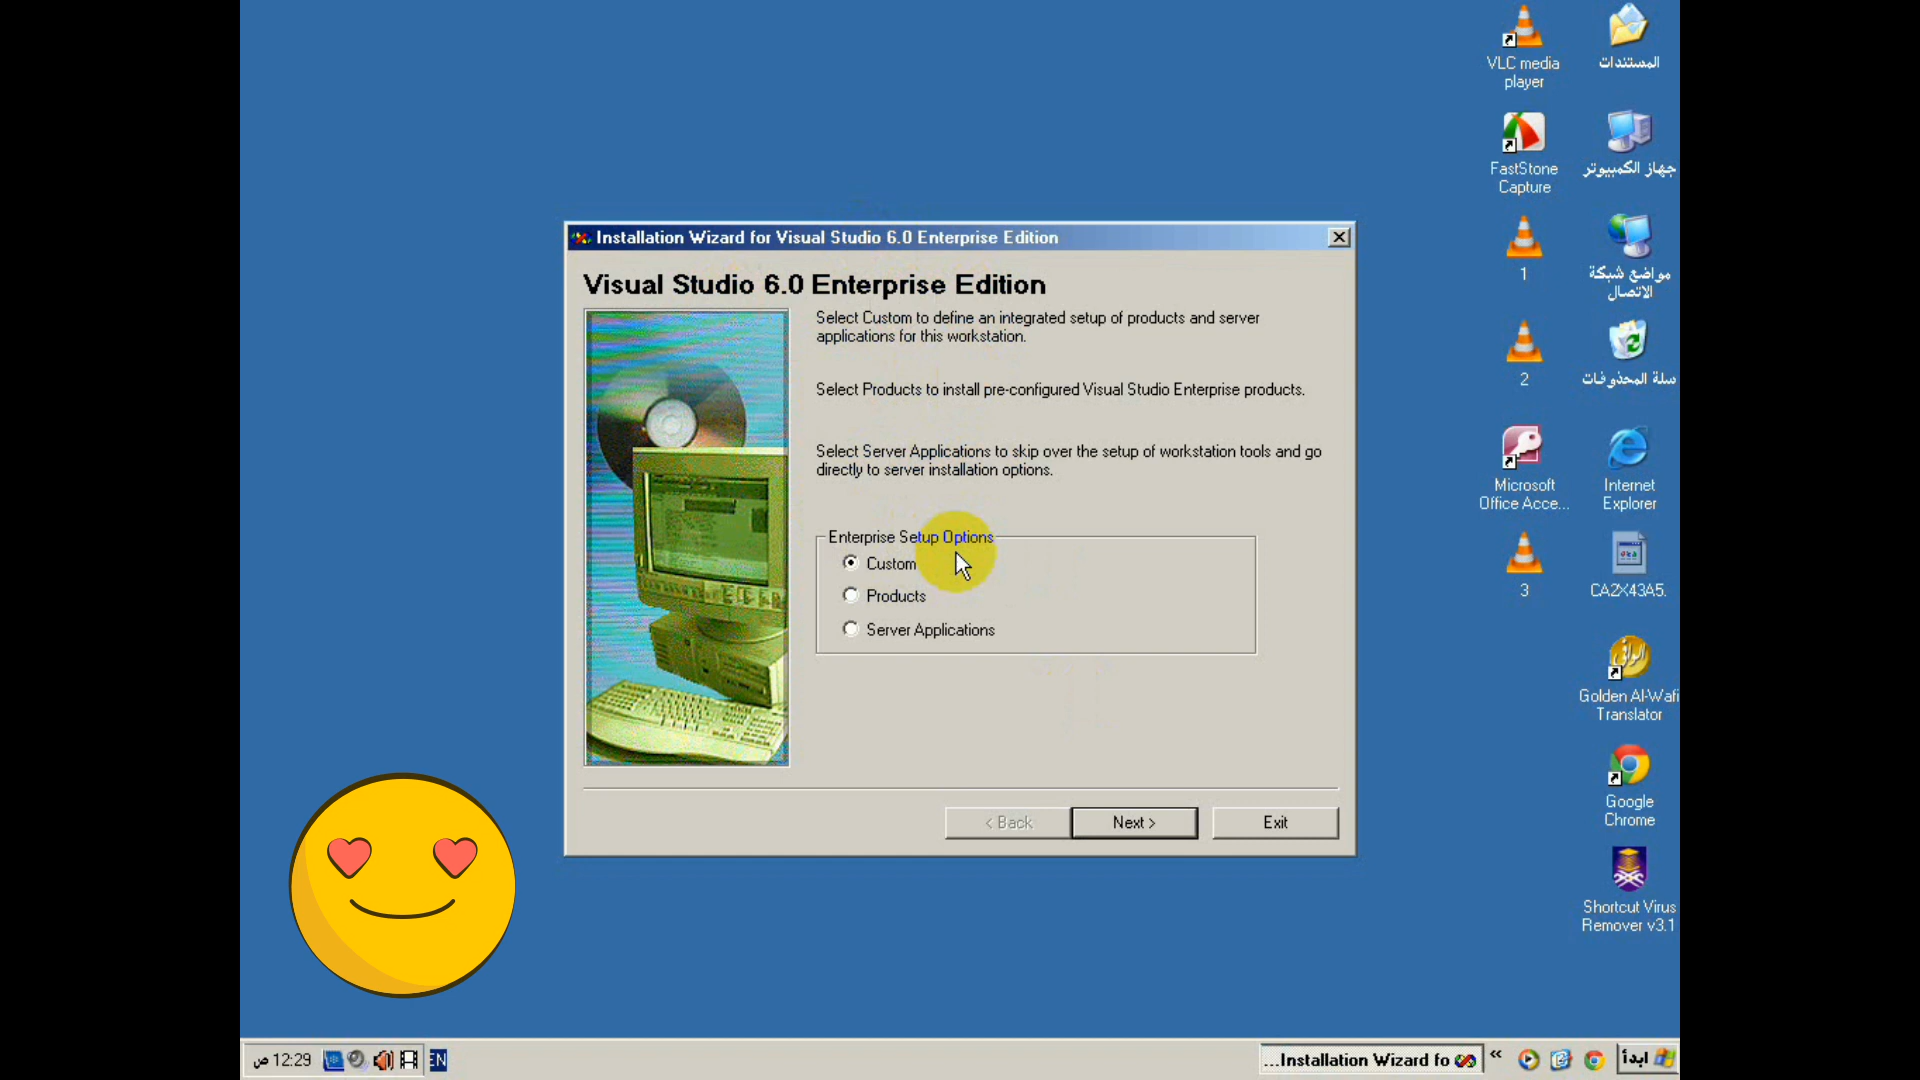 VLC media
player
المستندات
FastStone
Capture
جهاز الكمبيوتر
1
مواضع شبكة
الاتصال
2
سلة المحذوفات
Microsoft
Office Acce...
Internet
Explorer
3
CA2X43A5.
الوافي
Golden Al-Wafi
Translator
Google
Chrome
Shortcut Virus
Remover v3.1
Installation Wizard for Visual Studio 6.0 Enterprise Edition
Visual Studio 6.0 Enterprise Edition
Select Custom to define an integrated setup of products and server
applications for this workstation.
Select Products to install pre-configured Visual Studio Enterprise products.
Select Server Applications to skip over the setup of workstation tools and go
directly to server installation options.
Enterprise Setup Options
Custom
Products
Server Applications
< Back
Next >
Exit
12:29 ص
EN
...Installation Wizard fo
«
ابدأ